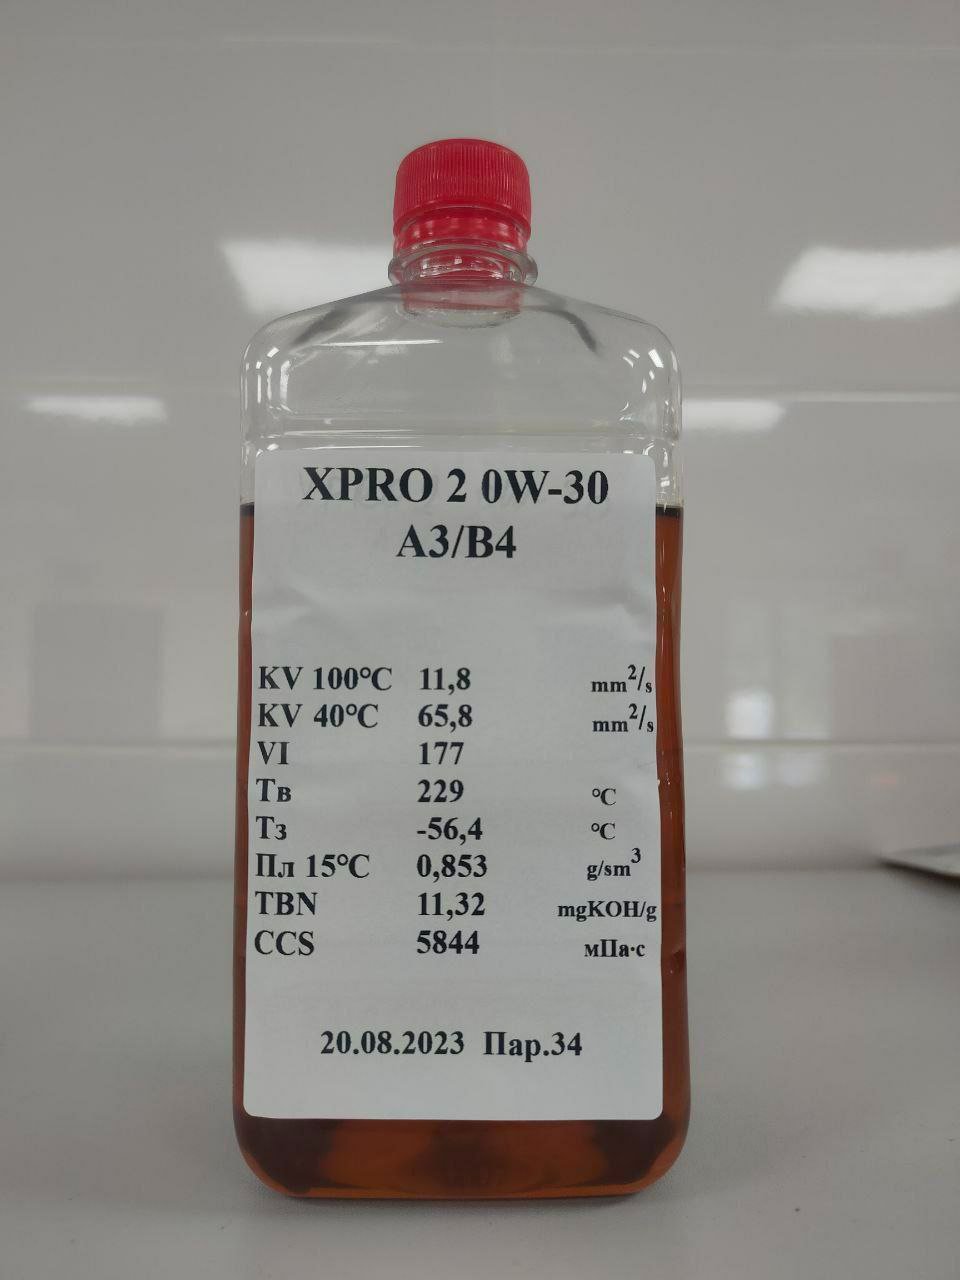 XPRO 2 0W-30
A3/B4
KV 100°C 11,8 mm²/s
KV 40°C 65,8 mm²/s
VI 177
Тв 229 °C
Тз -56,4 °C
Пл 15°C 0,853 g/sm³
TBN 11,32 mgKOH/g
CCS 5844 мПа·с
20.08.2023 Пар.34